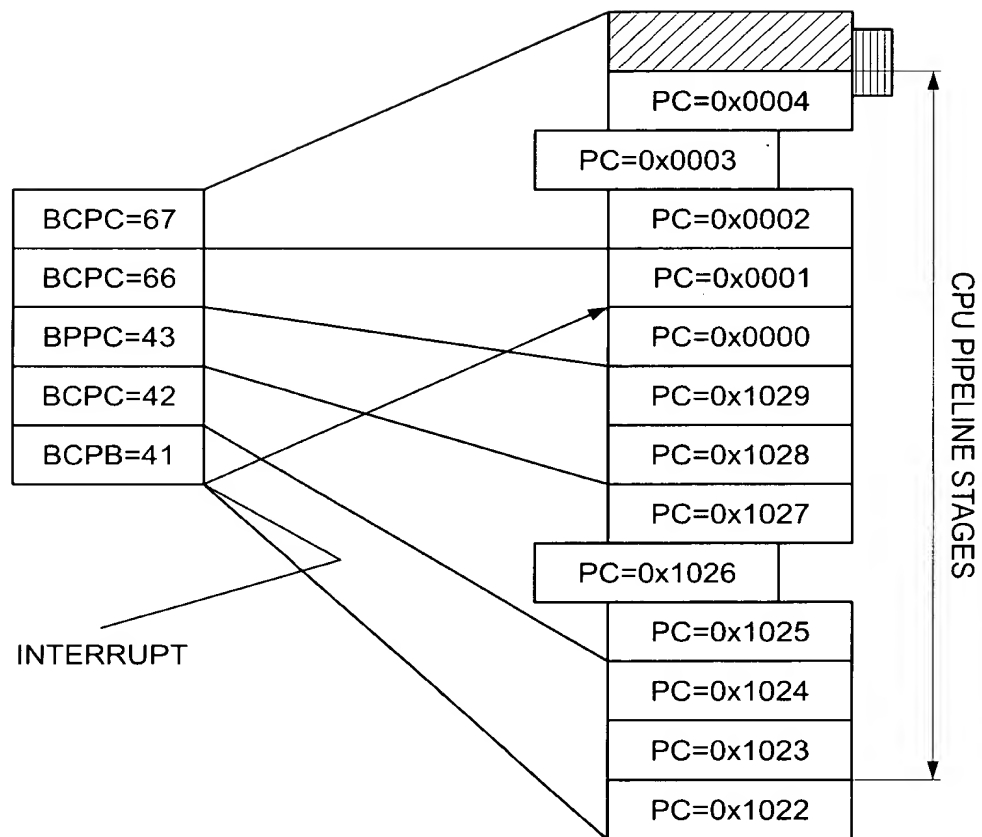 PC=0x0004
PC=0x0003
BCPC=67
PC=0x0002
BCPC=66
PC=0x0001
BPPC=43
PC=0x0000
BCPC=42
PC=0x1029
BCPB=41
PC=0x1028
PC=0x1027
PC=0x1026
INTERRUPT
PC=0x1025
PC=0x1024
PC=0x1023
PC=0x1022
CPU PIPELINE STAGES